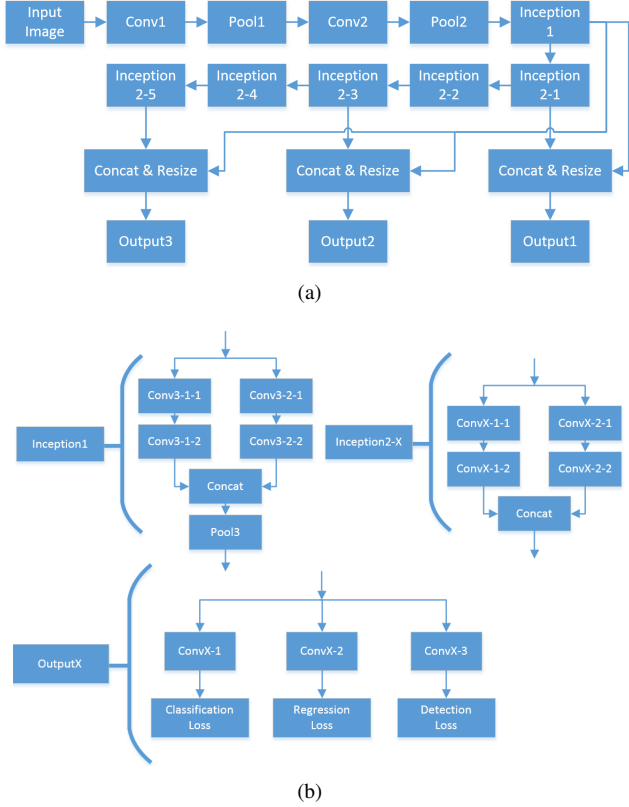 Input
Image
Conv1
Pool1
Conv2
Pool2
Inception
1
Inception
2-5
Inception
2-4
Inception
2-3
Inception
2-2
Inception
2-1
Concat & Resize
Concat & Resize
Concat & Resize
Output3
Output2
Output1
(a)
Inception1
Conv3-1-1
Conv3-2-1
Conv3-1-2
Conv3-2-2
Concat
Pool3
Inception2-X
ConvX-1-1
ConvX-2-1
ConvX-1-2
ConvX-2-2
Concat
OutputX
ConvX-1
ConvX-2
ConvX-3
Classification
Loss
Regression
Loss
Detection
Loss
(b)